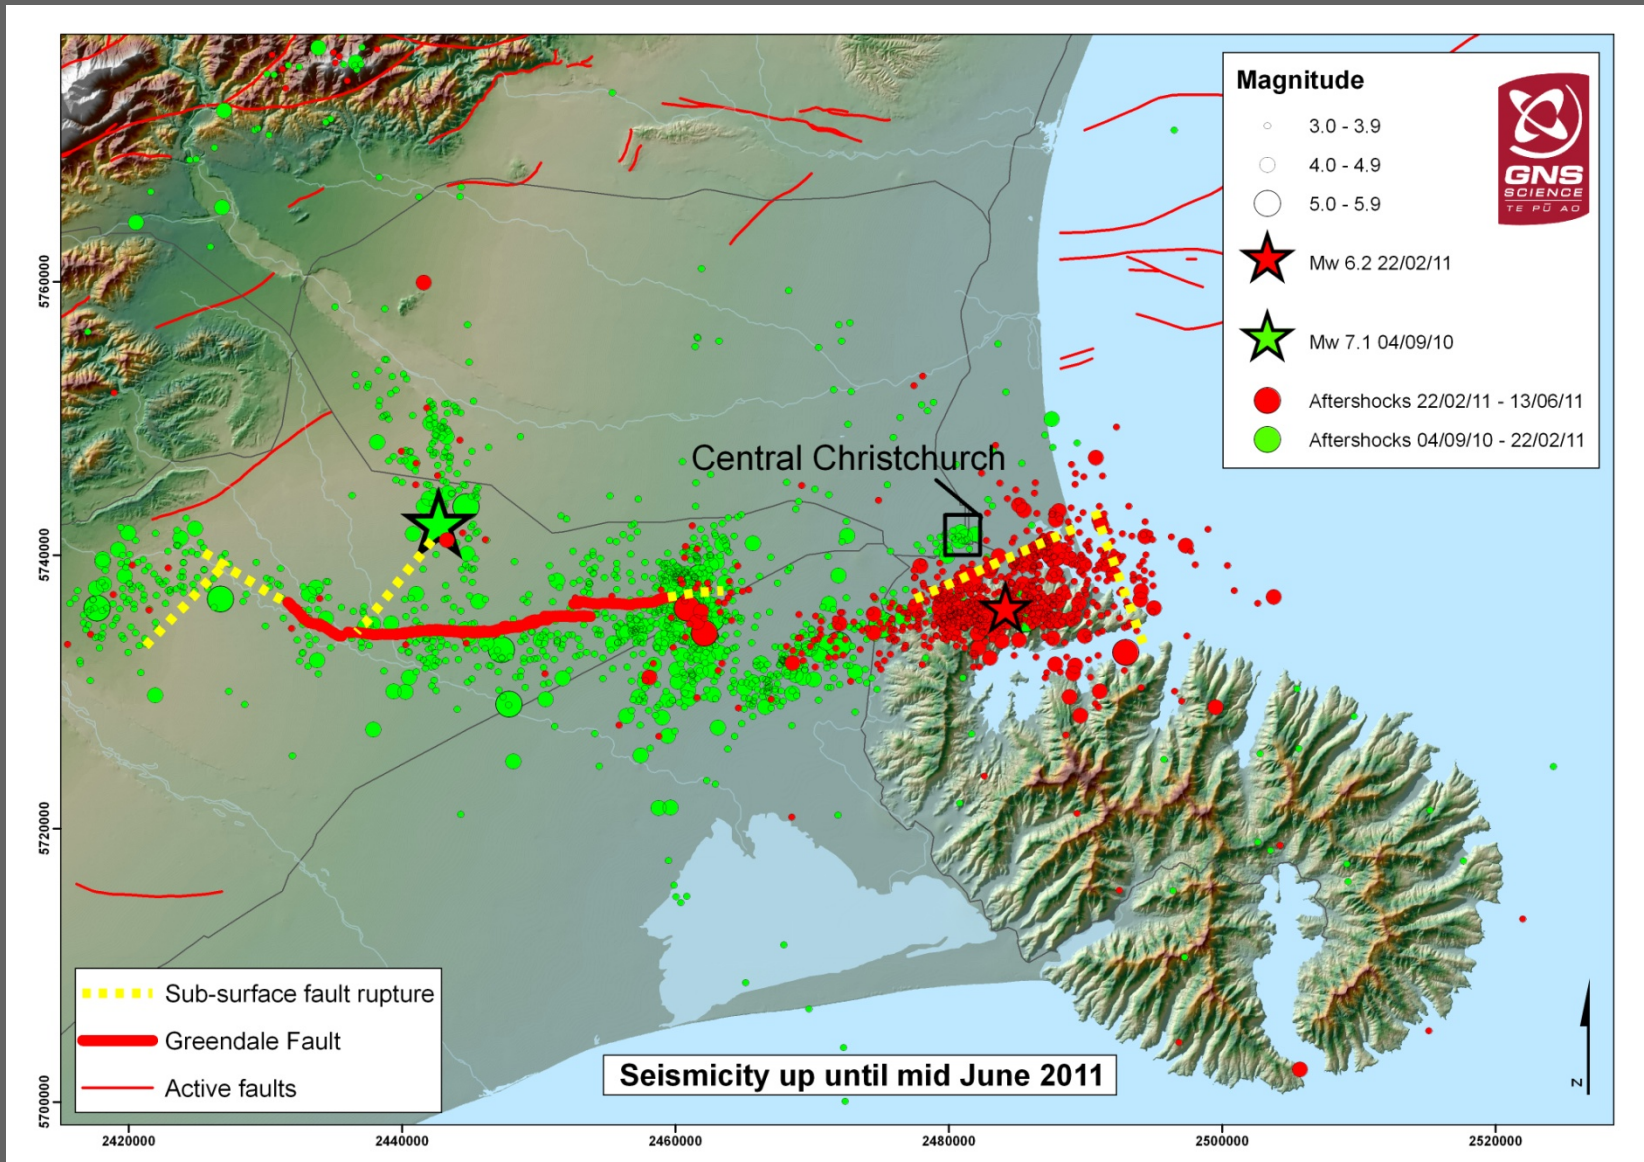 Magnitude
3.0 - 3.9
4.0 - 4.9
5.0 - 5.9
Mw 6.2 22/02/11
Mw 7.1 04/09/10
Aftershocks 22/02/11 - 13/06/11
Aftershocks 04/09/10 - 22/02/11
GNS
SCIENCE
TE PŪ AO
Central Christchurch
5760000
5740000
5720000
5700000
Sub-surface fault rupture
Greendale Fault
Active faults
Seismicity up until mid June 2011
N
2420000
2440000
2460000
2480000
2500000
2520000